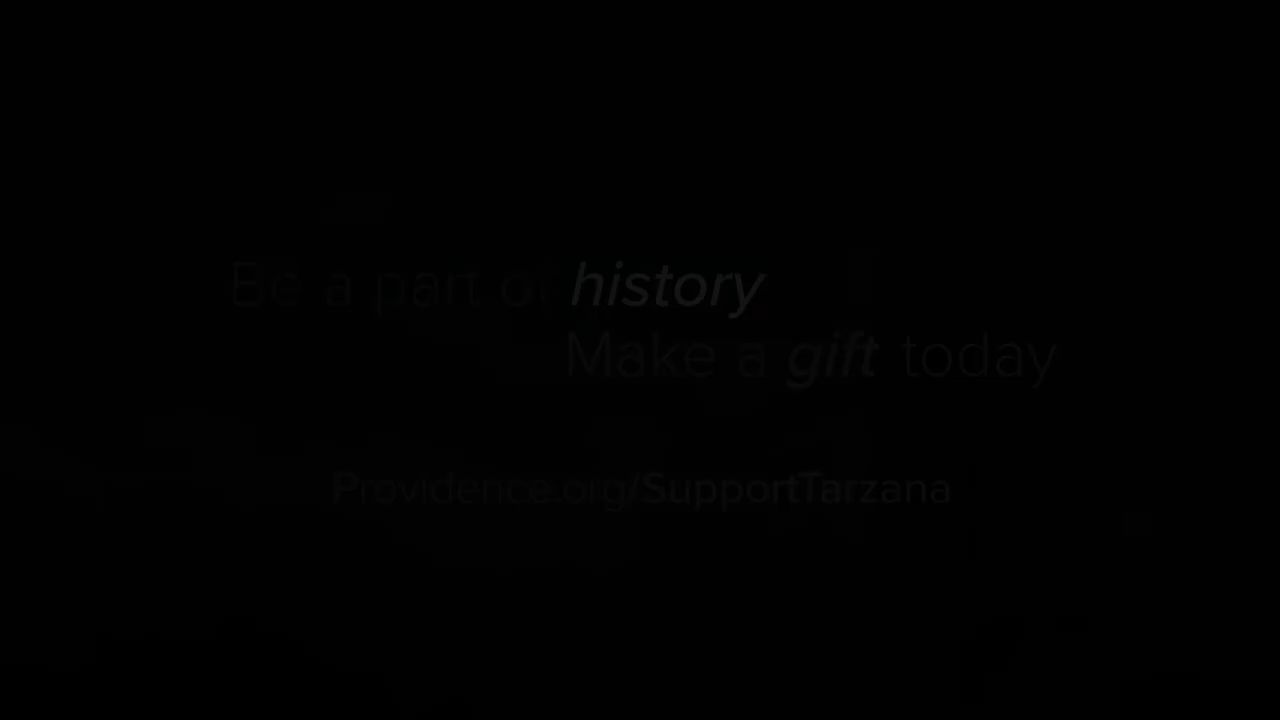 Be a part of history
Make a gift today
Providence.org/SupportTarzana